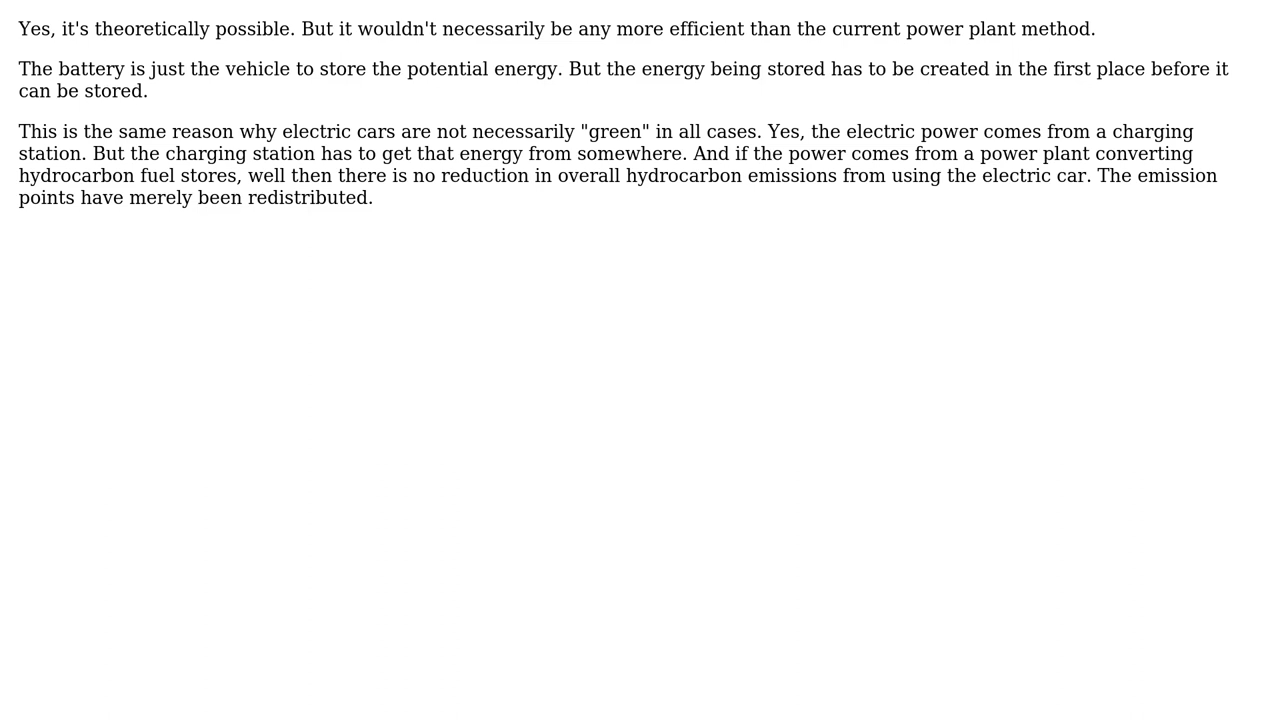 Yes, it's theoretically possible. But it wouldn't necessarily be any more efficient than the current power plant method.
The battery is just the vehicle to store the potential energy. But the energy being stored has to be created in the first place before it
can be stored.
This is the same reason why electric cars are not necessarily "green" in all cases. Yes, the electric power comes from a charging
station. But the charging station has to get that energy from somewhere. And if the power comes from a power plant converting
hydrocarbon fuel stores, well then there is no reduction in overall hydrocarbon emissions from using the electric car. The emission
points have merely been redistributed.